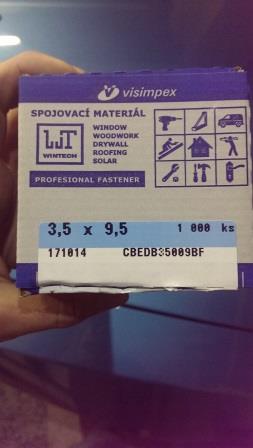 visimpex
SPOJOVACÍ MATERIÁL
WT
WINTECH
WINDOW
WOODWORK
DRYWALL
ROOFING
SOLAR
PROFESIONAL FASTENER
3,5 x 9,5 1 000 ks
171014 CBEDB35009BF